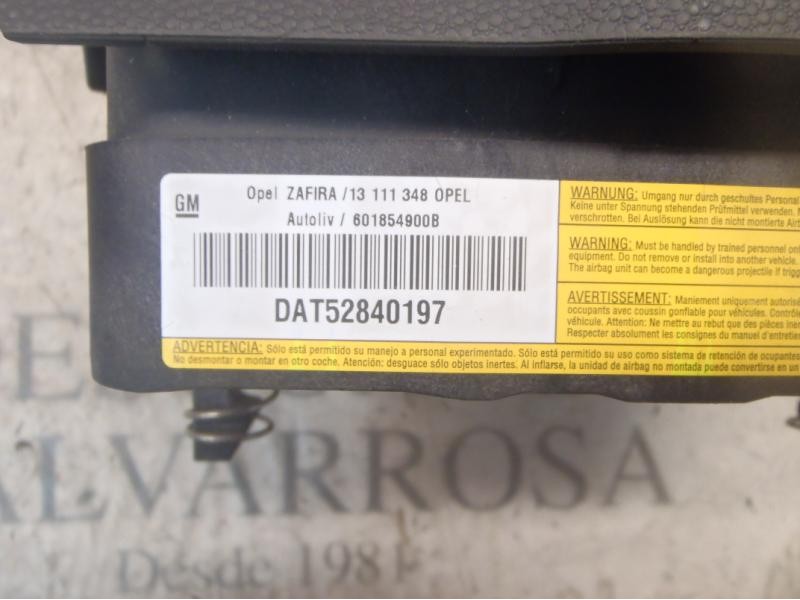 GM
Opel ZAFIRA /13 111 348 OPEL
Autoliv / 601854900B
DAT52840197
WARNUNG: Umgang nur durch geschultes Personal
Keine unter Spannung stehenden Prüfmittel verwenden.
verschrotten. Bei Auslösung kann die nicht montierte
WARNING: Must be handled by trained personnel
equipment. Do not remove or install into another vehicle.
The airbag unit can become a dangerous projectile if
AVERTISSEMENT: Maniement uniquement
occupants avec coussin gonflable pour véhicules.
véhicule. Attention: Ne mettre au rebut que des pièces
Respecter absolument les consignes du manuel
ADVERTENCIA: Sólo está permitido su manejo a personal experimentado. Sólo está permitido su uso como sistema de retención de ocupantes
No desmontar o montar en otro coche. Atención: desguace sólo objetos inertes. Al inflarse, la unidad de airbag no montada puede convertirse en un
Desde 1981